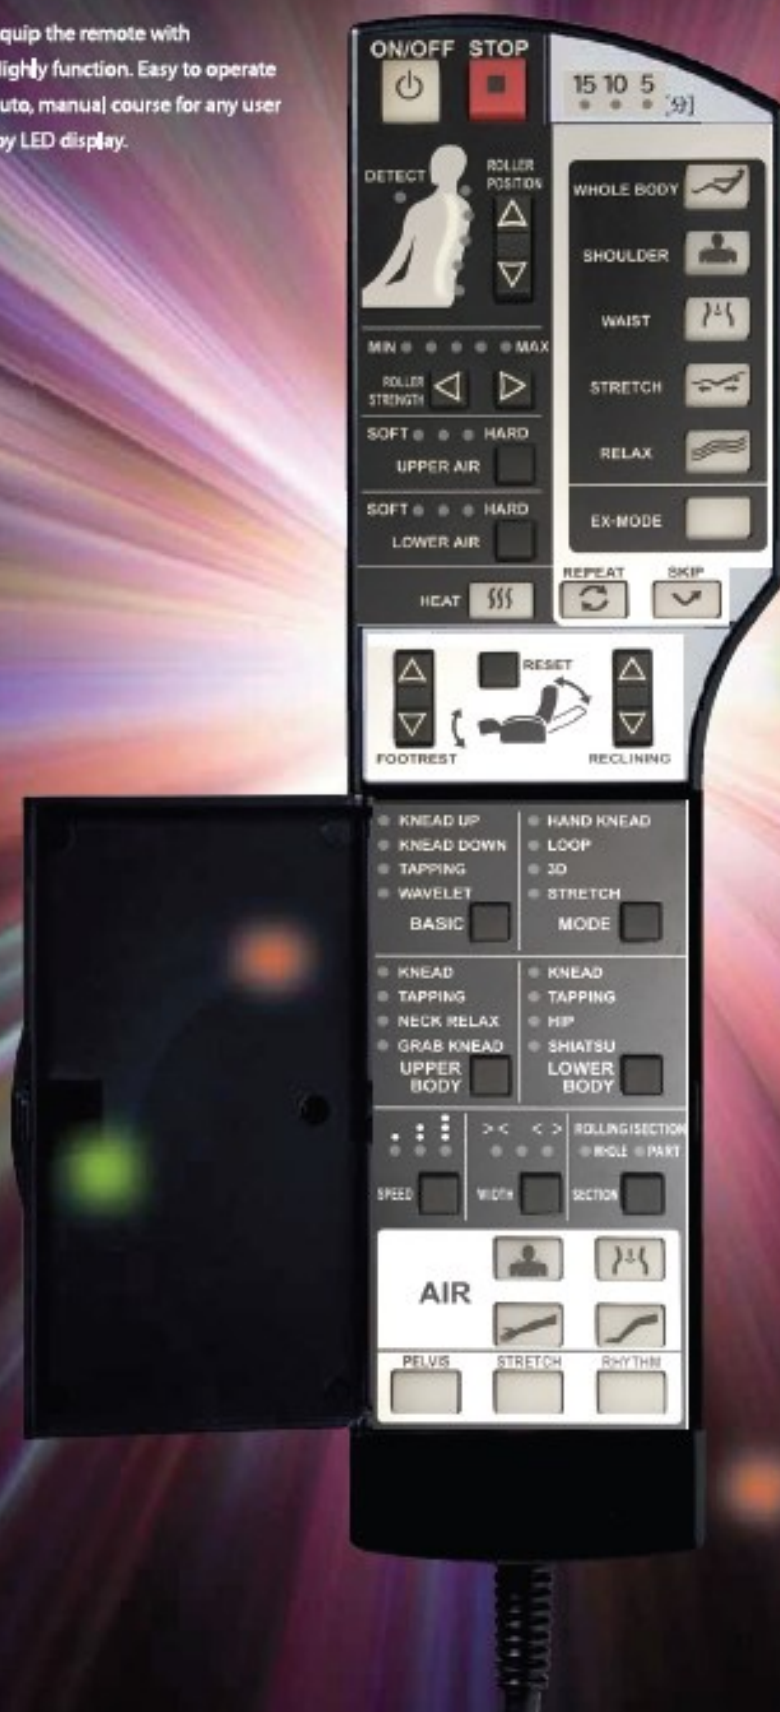 quip the remote with
lighly function. Easy to operate
uto, manual course for any user
by LED display.
ON/OFF STOP
15 10 5
[分]
DETECT
ROLLER
POSITION
MIN MAX
ROLLER
STRENGTH
SOFT HARD
UPPER AIR
SOFT HARD
LOWER AIR
HEAT
WHOLE BODY
SHOULDER
WAIST
STRETCH
RELAX
EX-MODE
REPEAT SKIP
RESET
FOOTREST RECLINING
KNEAD UP
KNEAD DOWN
TAPPING
WAVELET
BASIC
HAND KNEAD
LOOP
3D
STRETCH
MODE
KNEAD
TAPPING
NECK RELAX
GRAB KNEAD
UPPER
BODY
KNEAD
TAPPING
HIP
SHIATSU
LOWER
BODY
SPEED
>< <>
WIDTH
ROLLING SECTION
WHOLE PART
SECTION
AIR
PELVIS STRETCH RHYTHM